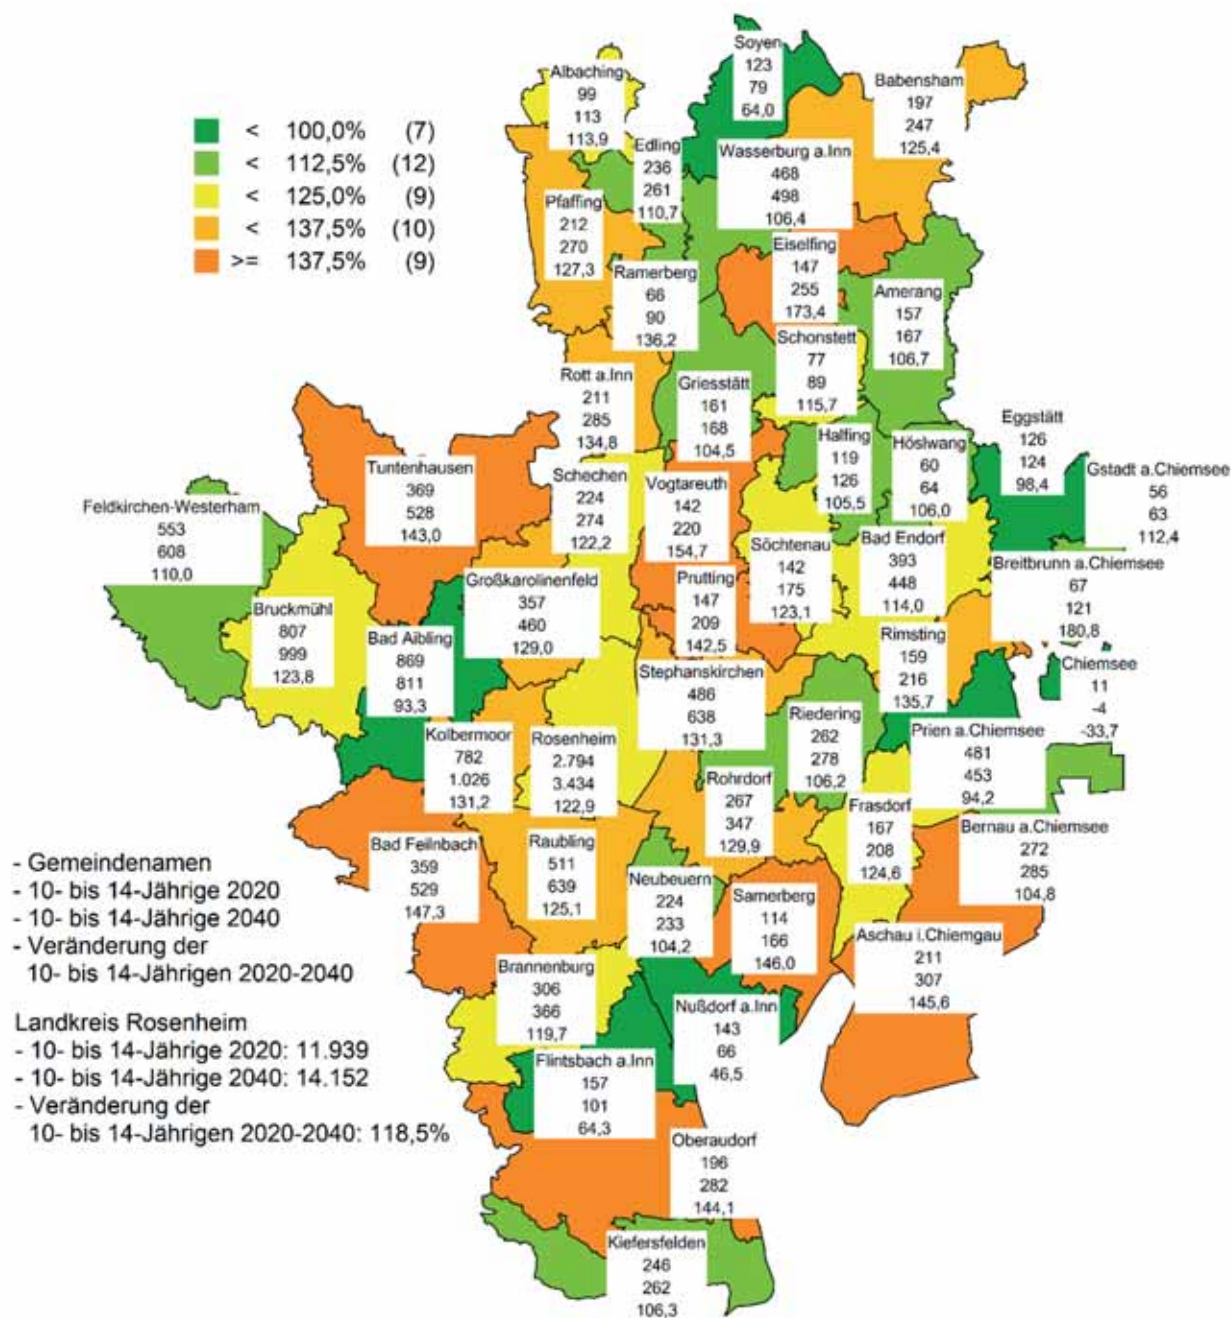 Soyen
123
79
64,0
Albaching
99
113
113,9
Babensham
197
247
125,4
< 100,0% (7)
< 112,5% (12)
< 125,0% (9)
< 137,5% (10)
>= 137,5% (9)
Edling
236
261
110,7
Wasserburg a.Inn
468
498
106,4
Pfaffing
212
270
127,3
Eiselfing
147
255
173,4
Ramerberg
66
90
136,2
Amerang
157
167
106,7
Schonstett
77
89
115,7
Rott a.Inn
211
285
134,8
Griesstätt
161
168
104,5
Eggstätt
126
124
98,4
Halfing
119
126
105,5
Höslwang
60
64
106,0
Tuntenhausen
369
528
143,0
Schechen
224
274
122,2
Vogtareuth
142
220
154,7
Gstadt a.Chiemsee
56
63
112,4
Feldkirchen-Westerham
553
608
110,0
Söchtenau
142
175
123,1
Bad Endorf
393
448
114,0
Breitbrunn a.Chiemsee
67
121
180,8
Großkarolinenfeld
357
460
129,0
Prutting
147
209
142,5
Bruckmühl
807
999
123,8
Bad Aibling
869
811
93,3
Rimsting
159
216
135,7
Chiemsee
11
-4
-33,7
Stephanskirchen
486
638
131,3
Riedering
262
278
106,2
Prien a.Chiemsee
481
453
94,2
Kolbermoor
782
1.026
131,2
Rosenheim
2.794
3.434
122,9
Rohrdorf
267
347
129,9
Frasdorf
167
208
124,6
Bernau a.Chiemsee
272
285
104,8
Bad Feilnbach
359
529
147,3
Raubling
511
639
125,1
Neubeuern
224
233
104,2
Samerberg
114
166
146,0
Aschau i.Chiemgau
211
307
145,6
- Gemeindenamen
- 10- bis 14-Jährige 2020
- 10- bis 14-Jährige 2040
- Veränderung der
10- bis 14-Jährigen 2020-2040
Brannenburg
306
366
119,7
Nußdorf a.Inn
143
66
46,5
Landkreis Rosenheim
- 10- bis 14-Jährige 2020: 11.939
- 10- bis 14-Jährige 2040: 14.152
- Veränderung der
10- bis 14-Jährigen 2020-2040: 118,5%
Flintsbach a.Inn
157
101
64,3
Oberaudorf
196
282
144,1
Kiefersfelden
246
262
106,3